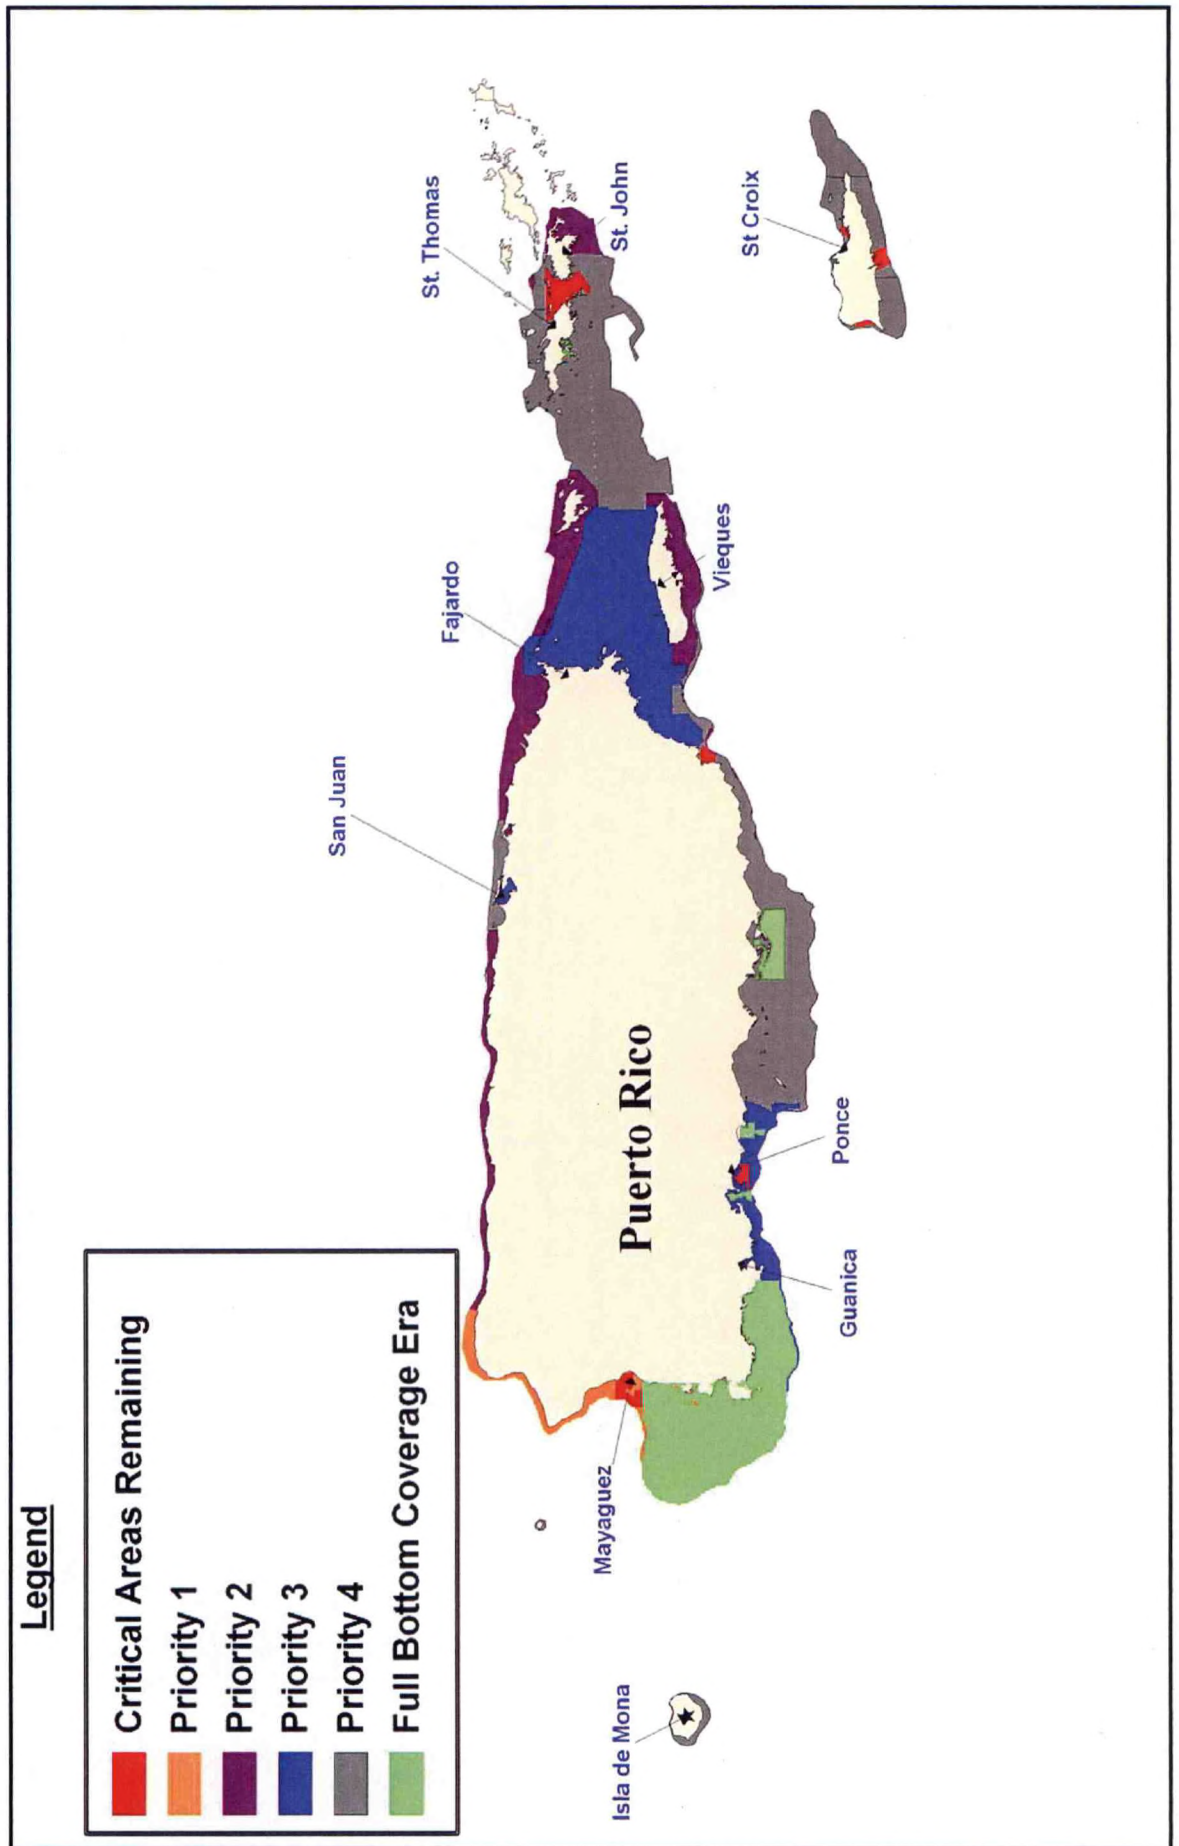 Legend
Critical Areas Remaining
Priority 1
Priority 2
Priority 3
Priority 4
Full Bottom Coverage Era
San Juan
Fajardo
St. Thomas
St. John
St Croix
Vieques
Puerto Rico
Mayaguez
Isla de Mona
Guanica
Ponce